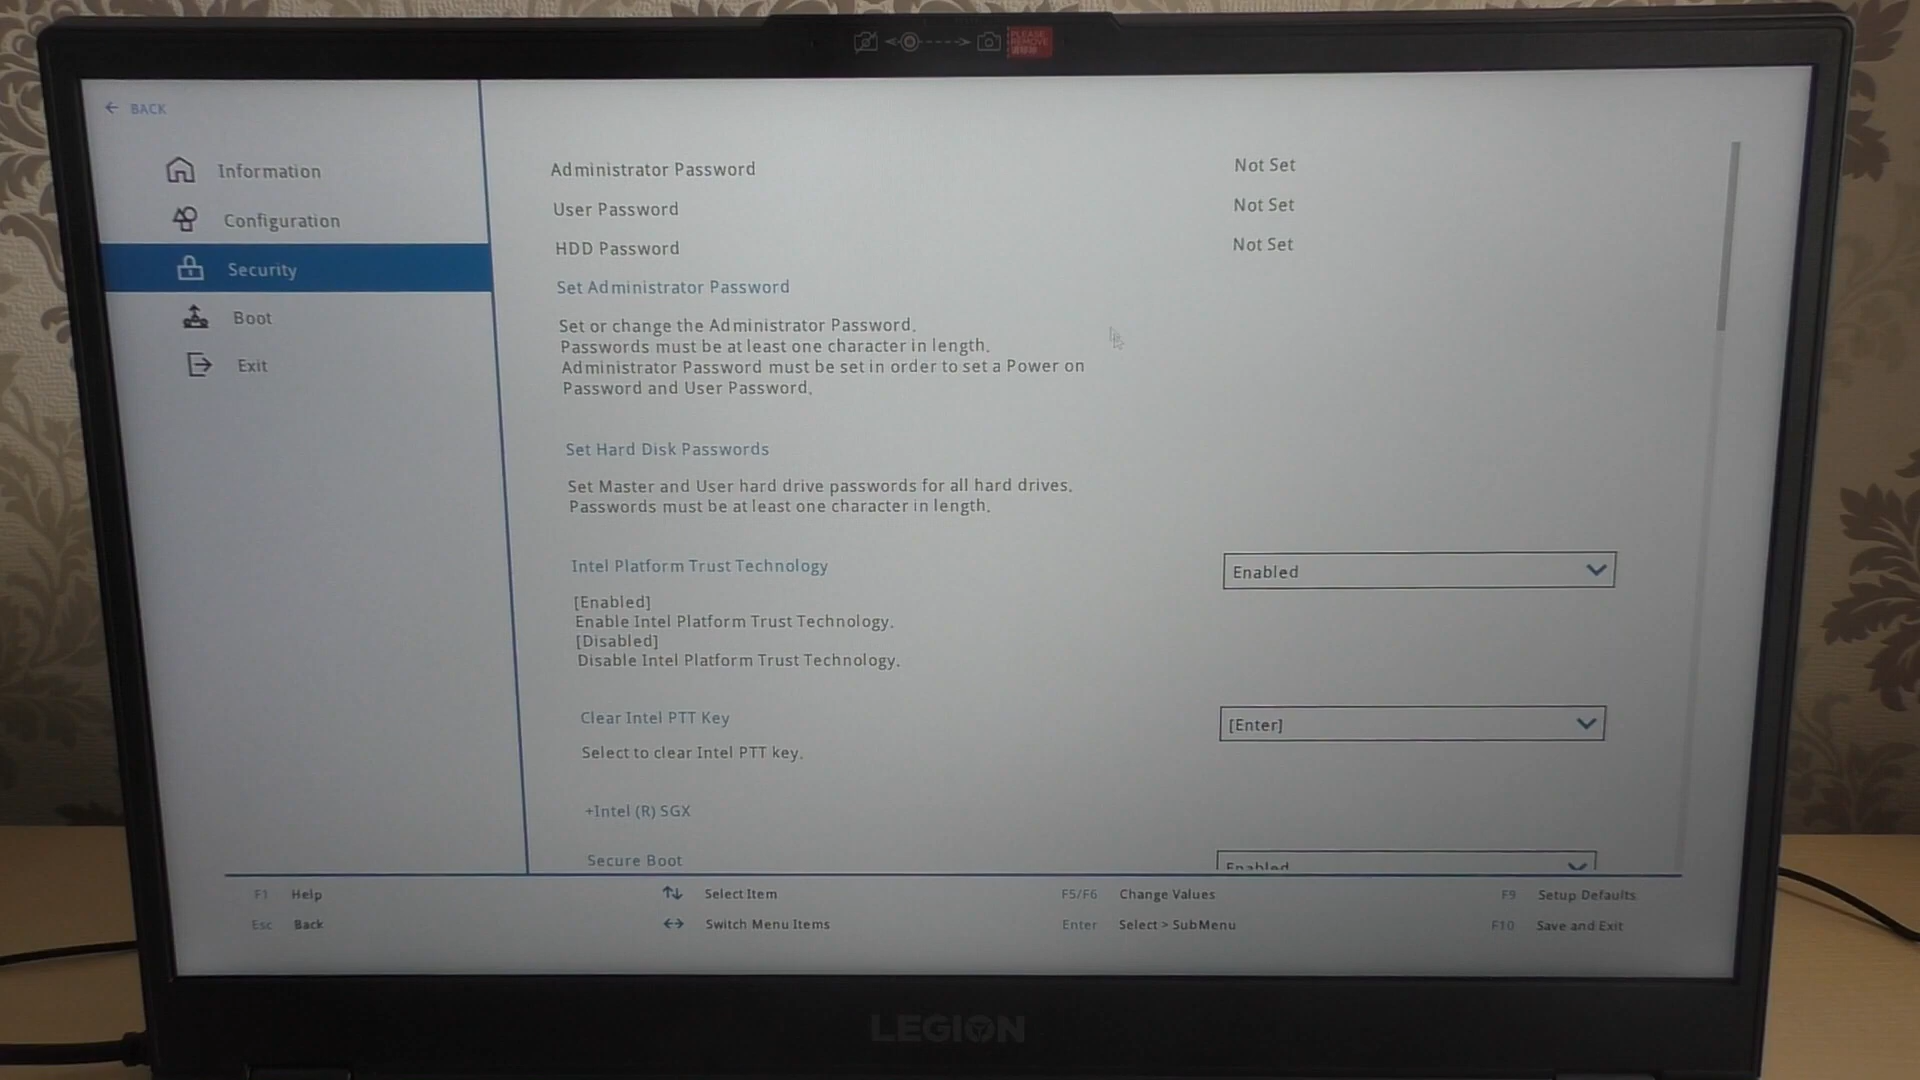 PLEASE
REMOVE
← BACK
Information
Configuration
Security
Boot
Exit
Administrator Password Not Set
User Password Not Set
HDD Password Not Set
Set Administrator Password
Set or change the Administrator Password.
Passwords must be at least one character in length.
Administrator Password must be set in order to set a Power on
Password and User Password.
Set Hard Disk Passwords
Set Master and User hard drive passwords for all hard drives.
Passwords must be at least one character in length.
Intel Platform Trust Technology Enabled
[Enabled]
Enable Intel Platform Trust Technology.
[Disabled]
Disable Intel Platform Trust Technology.
Clear Intel PTT Key [Enter]
Select to clear Intel PTT key.
+Intel (R) SGX
Secure Boot Enabled
F1 Help ↑↓ Select Item F5/F6 Change Values F9 Setup Defaults
Esc Back ↔ Switch Menu Items Enter Select > SubMenu F10 Save and Exit
LEGION